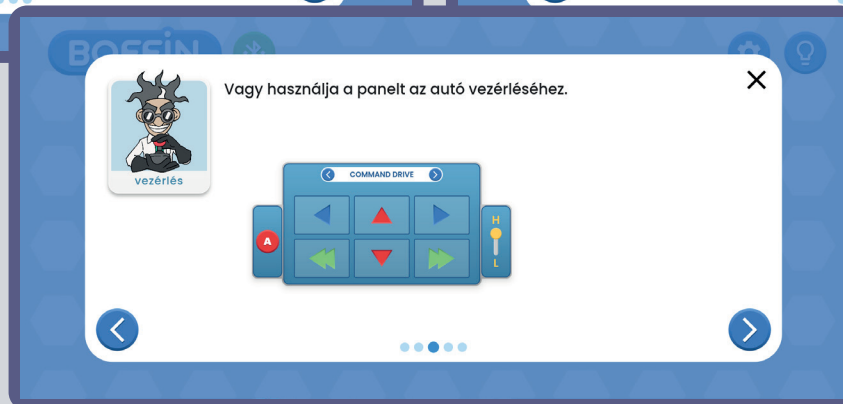 BOSSIN
Vagy használja a panelt az autó vezérléséhez.
vezérlés
COMMAND DRIVE
A
H
L